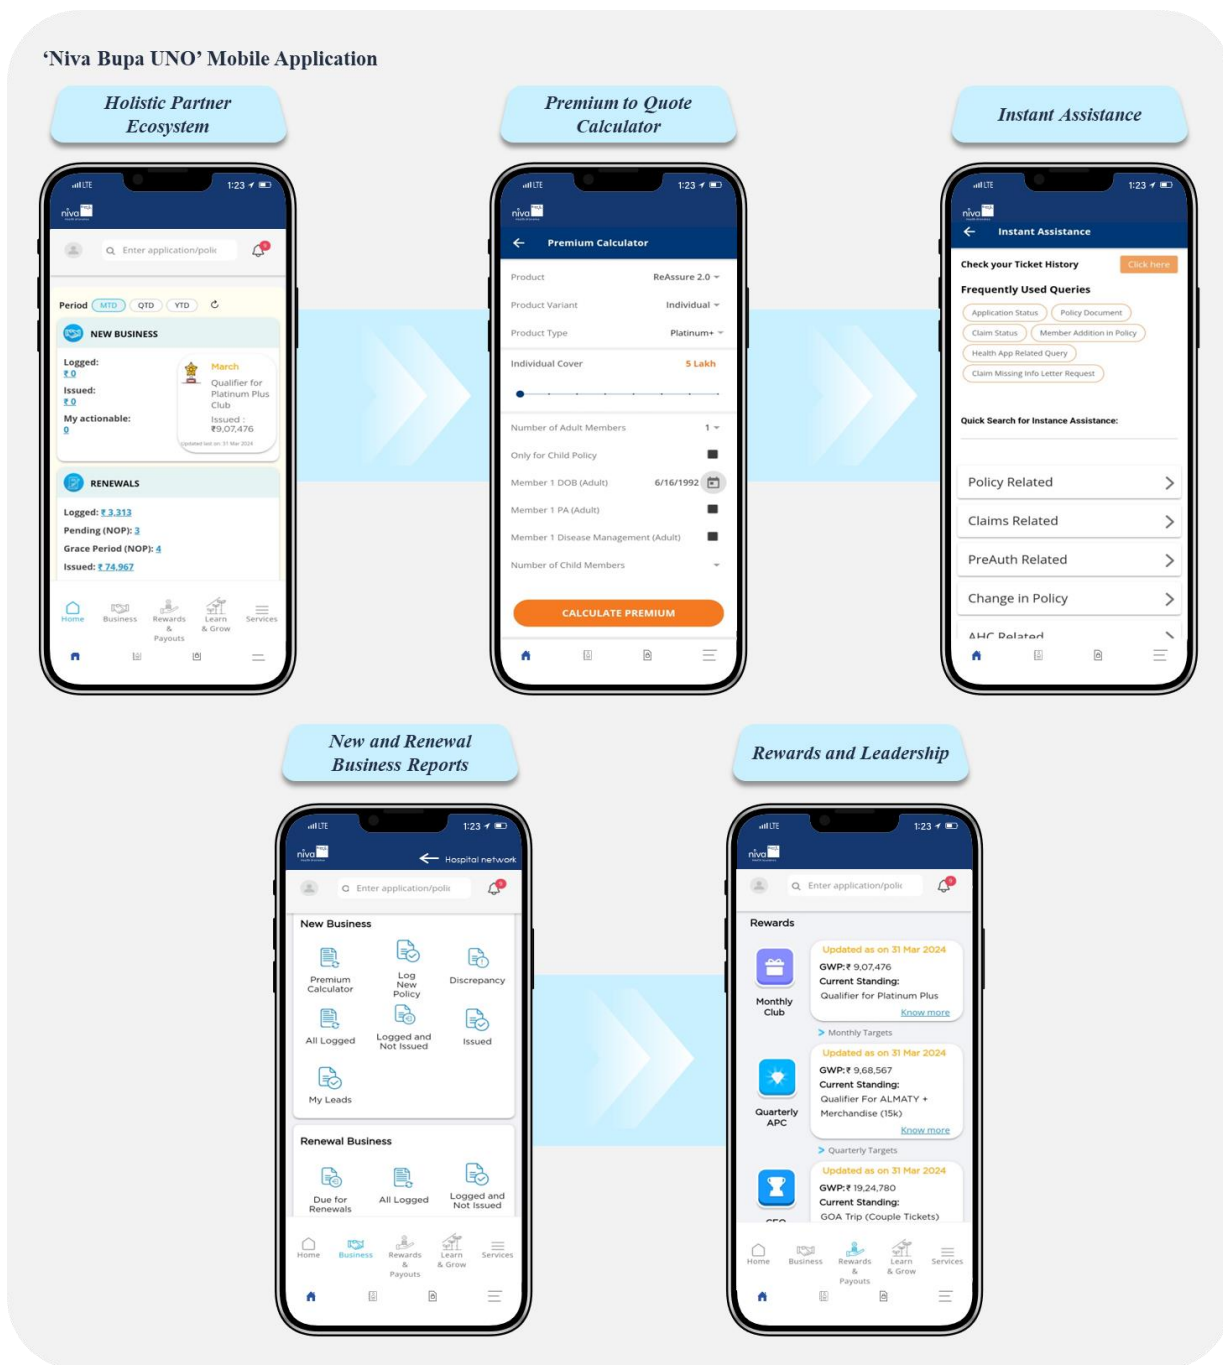 ‘Niva Bupa UNO’ Mobile Application
Holistic Partner
Ecosystem
LTE
1:23
niva
Enter application/polic
Period MTD QTD YTD
NEW BUSINESS
Logged:
₹ 0
Issued:
₹ 0
My actionable:
0
March
Qualifier for
Platinum Plus
Club
Issued :
₹9,07,476
Updated last on: 31 Mar 2024
RENEWALS
Logged: ₹ 3,313
Pending (NOP): 3
Grace Period (NOP): 4
Issued: ₹ 74,967
Home
Business
Rewards
&
Payouts
Learn
& Grow
Services
Premium to Quote
Calculator
LTE
1:23
niva
Premium Calculator
Product ReAssure 2.0
Product Variant Individual
Product Type Platinum+
Individual Cover 5 Lakh
Number of Adult Members 1
Only for Child Policy
Member 1 DOB (Adult) 6/16/1992
Member 1 PA (Adult)
Member 1 Disease Management (Adult)
Number of Child Members
CALCULATE PREMIUM
Instant Assistance
LTE
1:23
niva
Instant Assistance
Check your Ticket History Click here
Frequently Used Queries
Application Status Policy Document
Claim Status Member Addition in Policy
Health App Related Query
Claim Missing Info Letter Request
Quick Search for Instance Assistance:
Policy Related
Claims Related
PreAuth Related
Change in Policy
AHC Related
New and Renewal
Business Reports
LTE
1:23
niva
Hospital network
Enter application/polic
New Business
Premium
Calculator
Log
New
Policy
Discrepancy
All Logged
Logged and
Not Issued
Issued
My Leads
Renewal Business
Due for
Renewals
All Logged
Logged and
Not Issued
Home
Business
Rewards
&
Payouts
Learn
& Grow
Services
Rewards and Leadership
LTE
1:23
niva
Enter application/polic
Rewards
Monthly
Club
Updated as on 31 Mar 2024
GWP:₹ 9,07,476
Current Standing:
Qualifier for Platinum Plus
Know more
Monthly Targets
Quarterly
APC
Updated as on 31 Mar 2024
GWP:₹ 9,68,567
Current Standing:
Qualifier For ALMATY +
Merchandise (15k)
Know more
Quarterly Targets
CEO
Updated as on 31 Mar 2024
GWP:₹ 19,24,780
Current Standing:
GOA Trip (Couple Tickets)
Home
Business
Rewards
&
Payouts
Learn
& Grow
Services